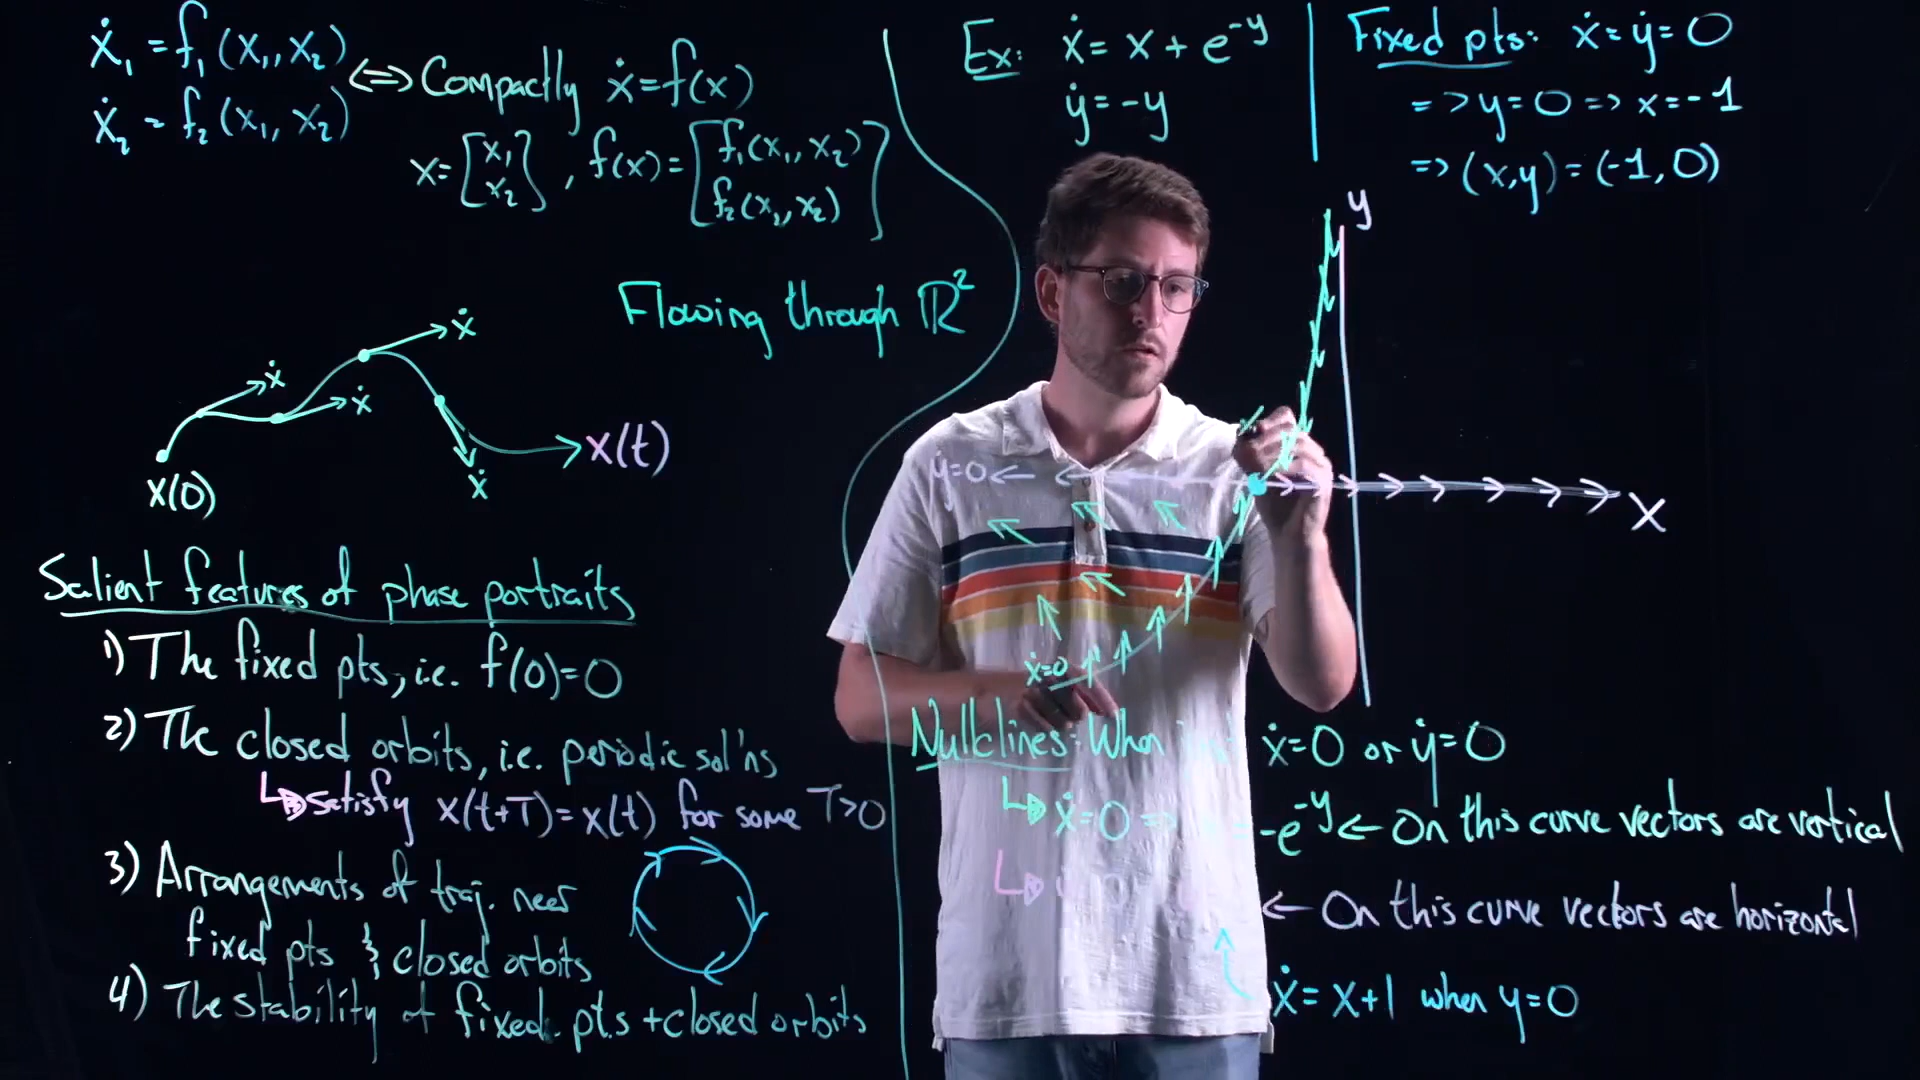 ẋ₁ = f₁(x₁, x₂)
ẋ₂ = f₂(x₁, x₂)
⟺ Compactly ẋ = f(x)
x = [x₁ x₂], f(x) = [f₁(x₁, x₂) f₂(x₁, x₂)]
Flowing through ℝ²
x(0)
ẋ
ẋ
ẋ
ẋ
x(t)
Salient features of phase portraits
1) The fixed pts, i.e. f(0)=0
2) The closed orbits, i.e. periodic sol'ns
↳ satisfy x(t+T)=x(t) for some T>0
3) Arrangements of traj. near
fixed pts & closed orbits
4) The stability of fixed pts + closed orbits
Ex: ẋ = x + e^-y
ẏ = -y
Fixed pts: ẋ = ẏ = 0
=> y=0 => x=-1
=> (x,y) = (-1, 0)
y
x
ẏ=0
ẋ=0
Nullclines: When ẋ=0 or ẏ=0
↳ ẋ=0 => = -e^-y ← On this curve vectors are vertical
↳ ← On this curve vectors are horizontal
ẋ = x+1 when y=0